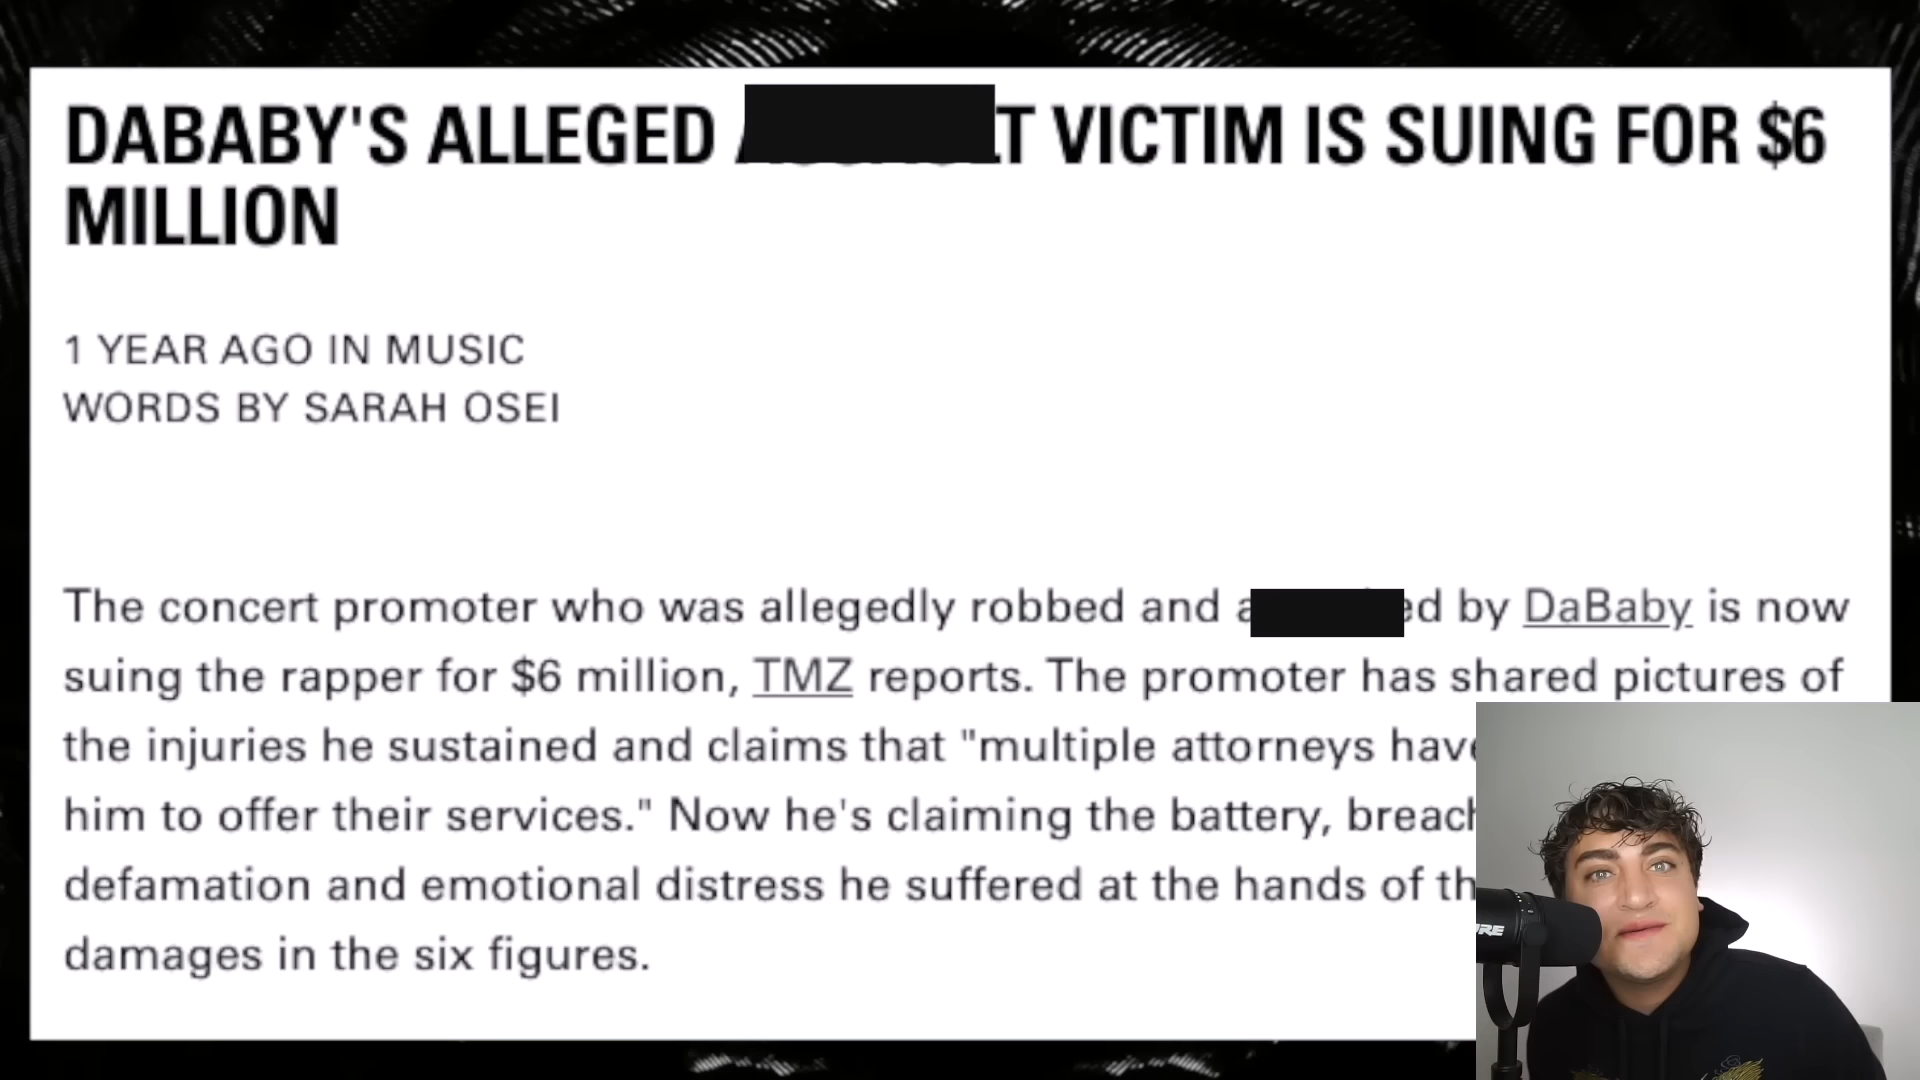 DABABY'S ALLEGED VICTIM IS SUING FOR $6
MILLION
1 YEAR AGO IN MUSIC
WORDS BY SARAH OSEI
The concert promoter who was allegedly robbed and by DaBaby is now
suing the rapper for $6 million, TMZ reports. The promoter has shared pictures of
the injuries he sustained and claims that "multiple attorneys have
him to offer their services." Now he's claiming the battery, breach
defamation and emotional distress he suffered at the hands of
damages in the six figures.